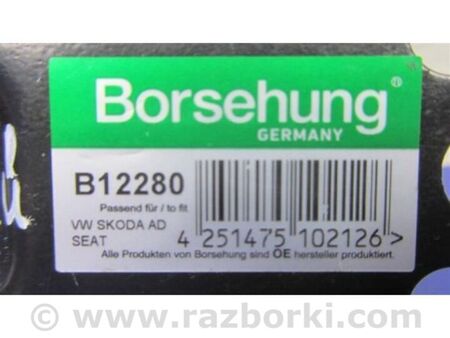 Borsehung®
GERMANY
B12280
Passend für / to fit
VW SKODA AD
SEAT
4 251475 102126 >
Alle Produkten von Borsehung sind OE hersteller produktiert.
© www.razborki.com